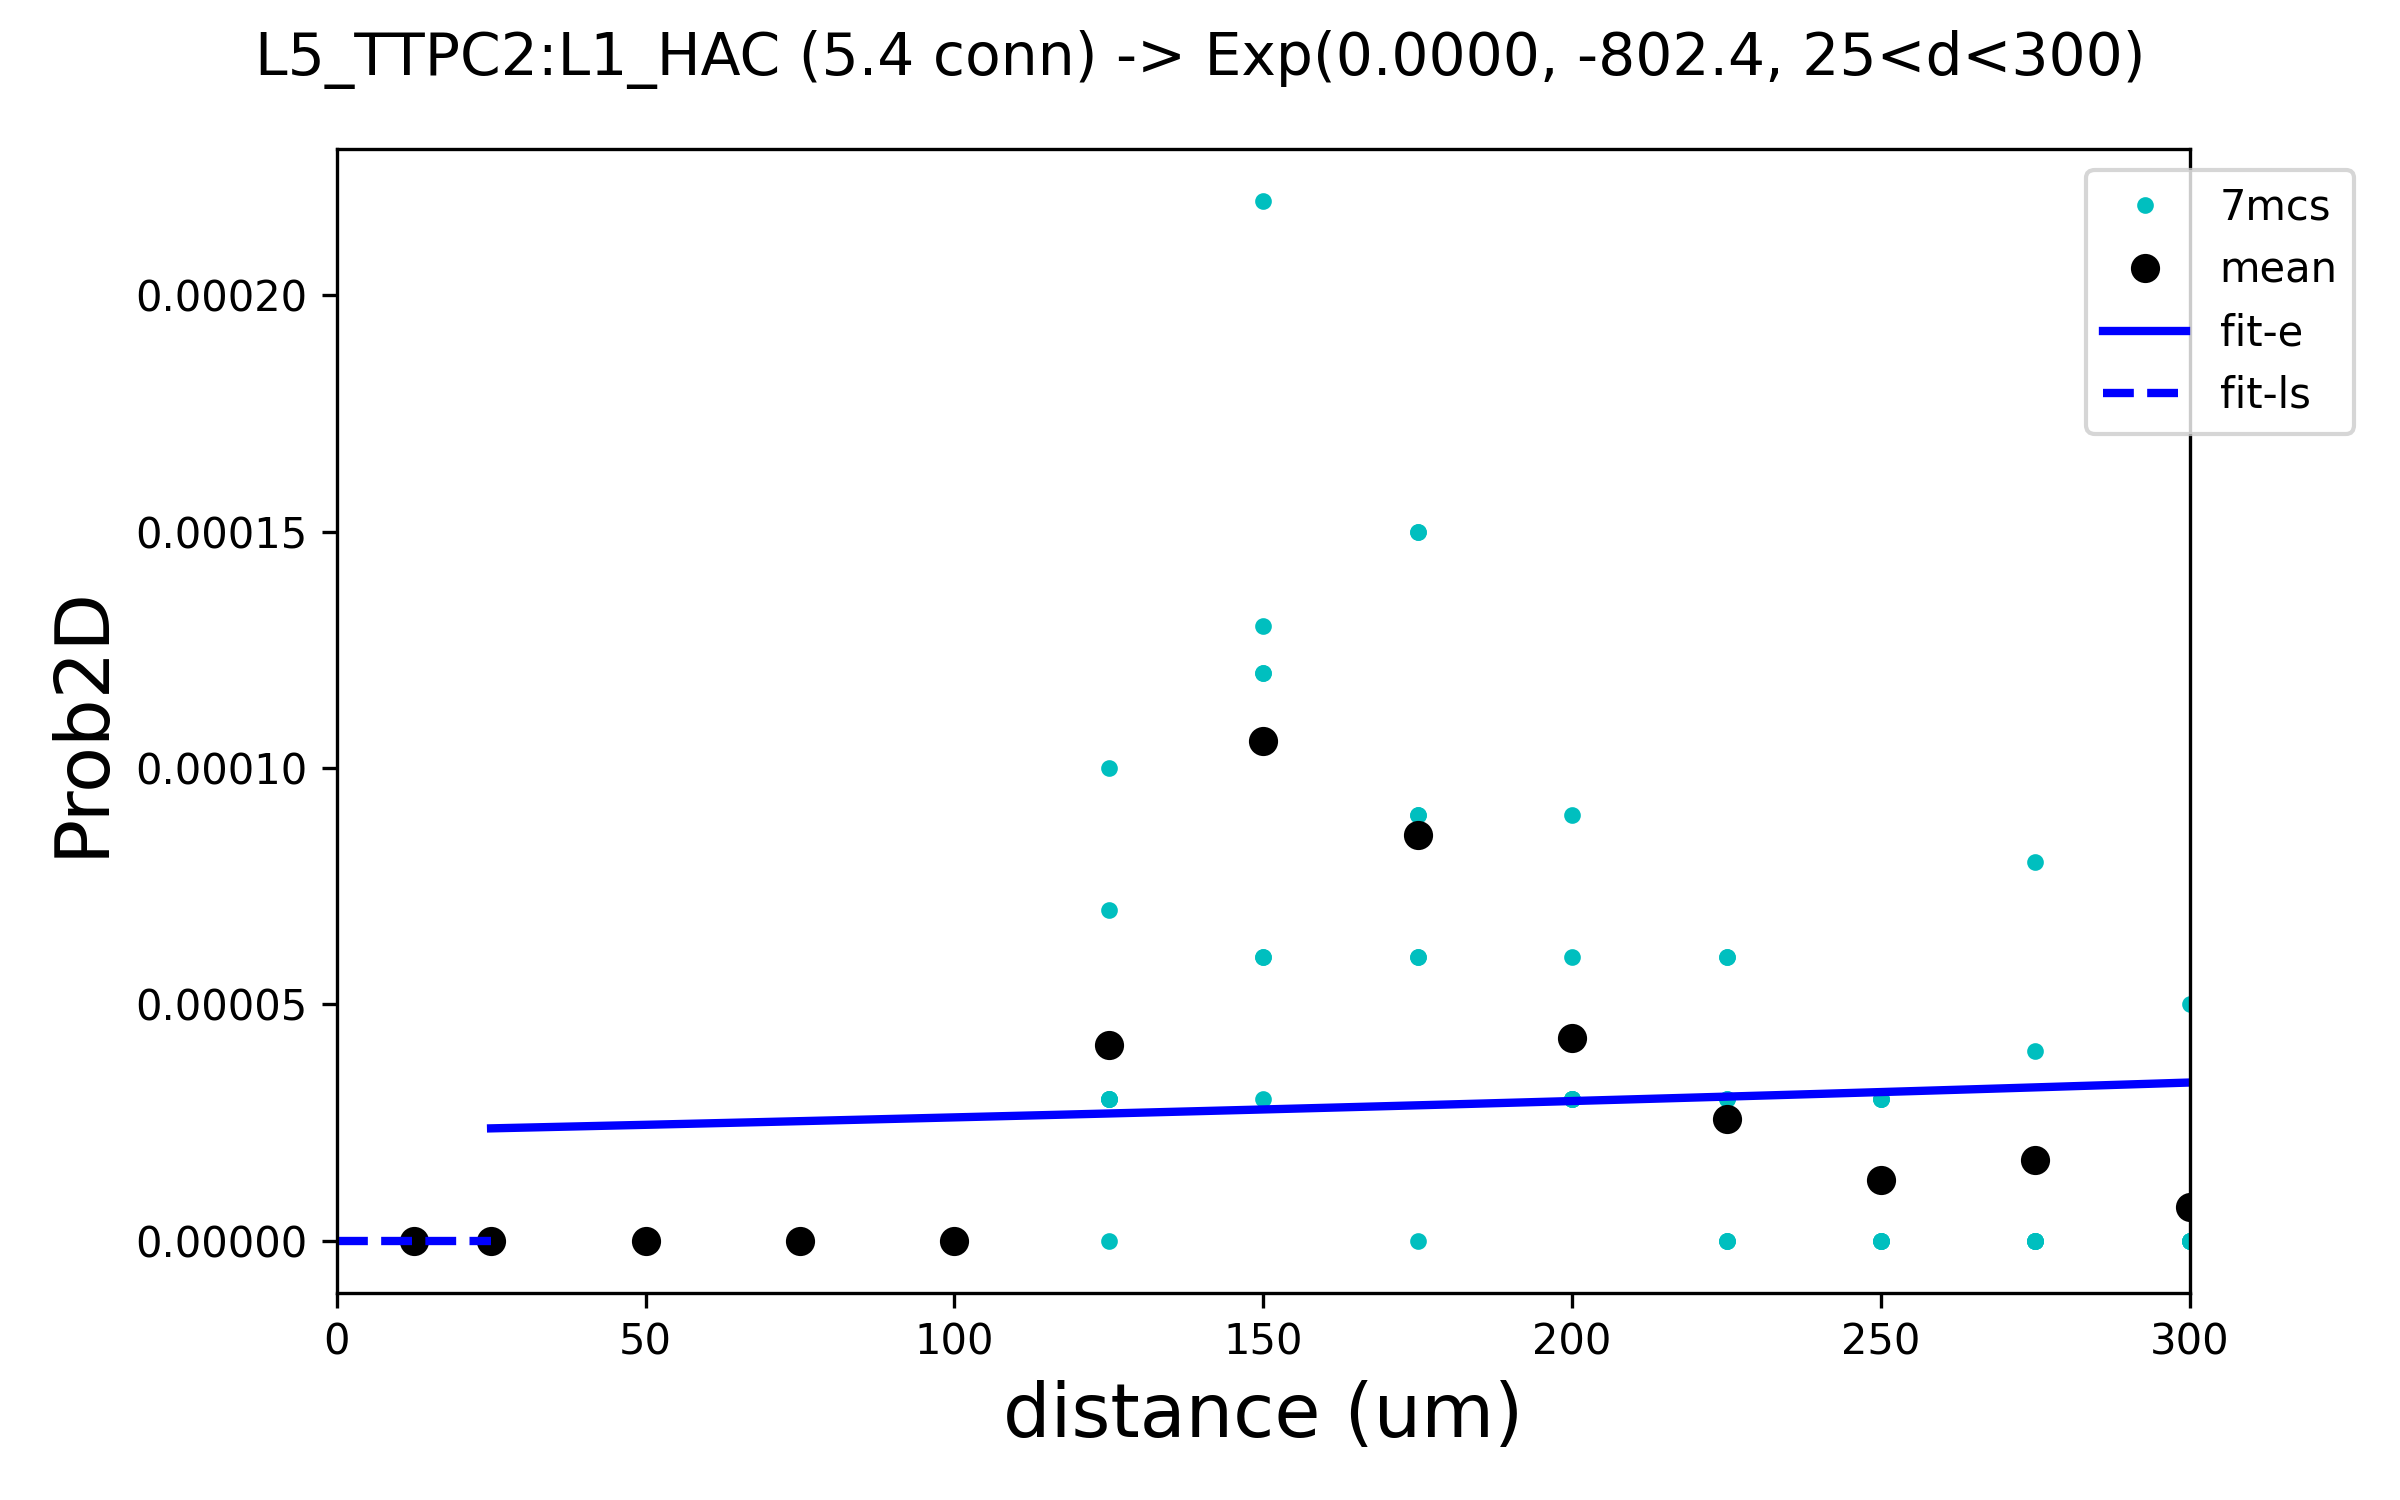 L5_TTPC2:L1_HAC (5.4 conn) -> Exp(0.0000, -802.4, 25<d<300)
7mcs
mean
fit-e
fit-ls
Prob2D
0.00020
0.00015
0.00010
0.00005
0.00000
0 50 100 150 200 250 300
distance (um)